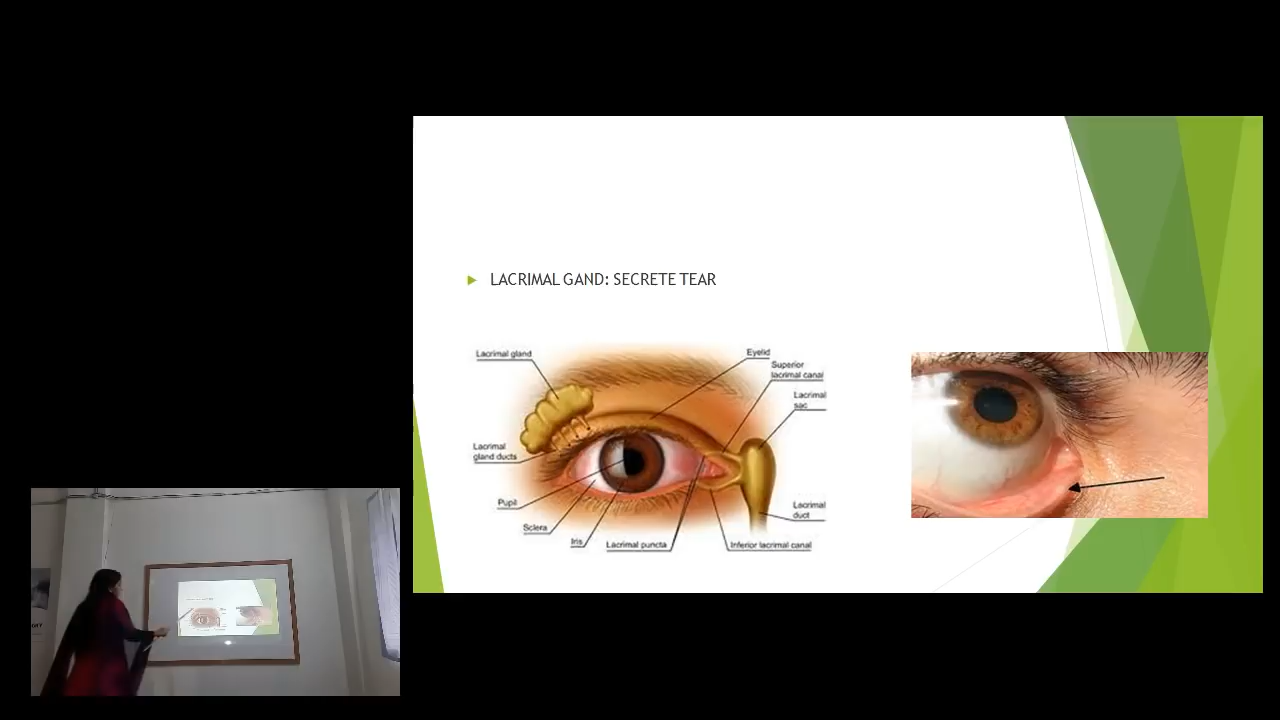 LACRIMAL GAND: SECRETE TEAR
Lacrimal gland
Eyelid
Superior
lacrimal canal
Lacrimal
sac
Lacrimal
gland ducts
Pupil
Sclera
Iris
Lacrimal puncta
Lacrimal
duct
Inferior lacrimal canal